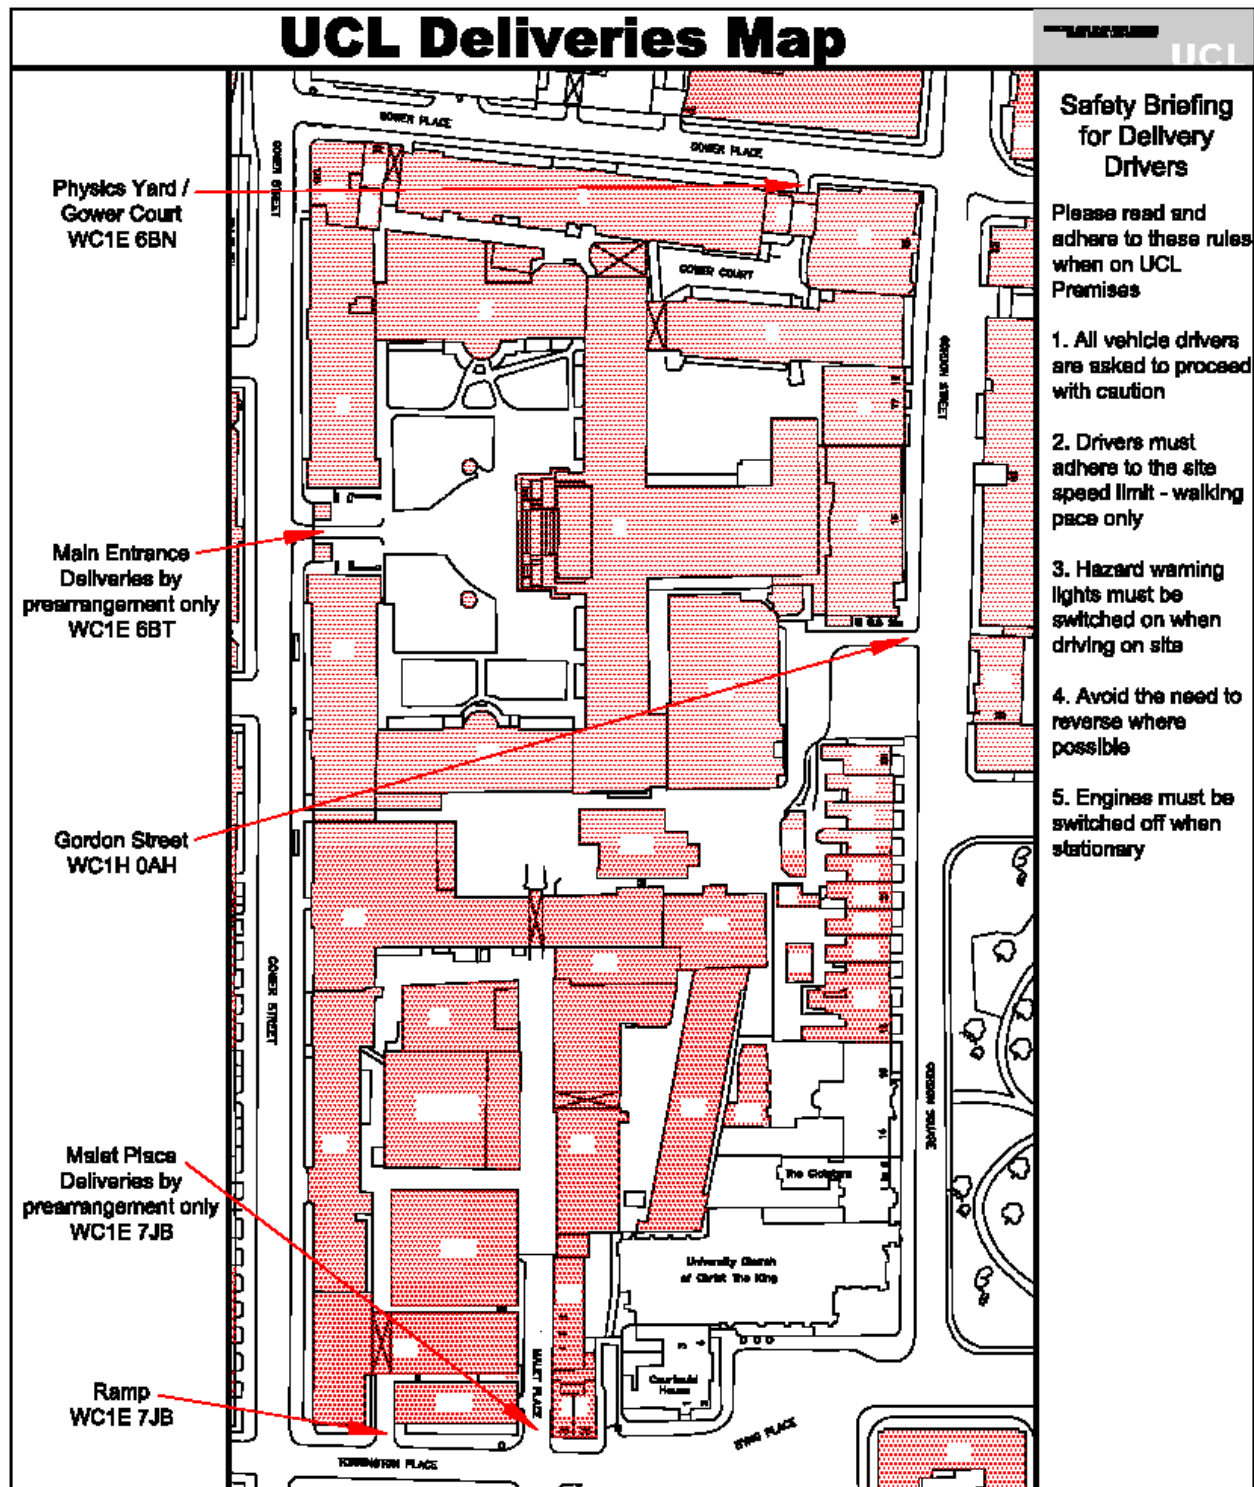 UCL Deliveries Map
UCL
Safety Briefing
for Delivery
Drivers
Please read and
adhere to these rules
when on UCL
Premises
1. All vehicle drivers
are asked to proceed
with caution
2. Drivers must
adhere to the site
speed limit - walking
pace only
3. Hazard warning
lights must be
switched on when
driving on site
4. Avoid the need to
reverse where
possible
5. Engines must be
switched off when
stationary
Physics Yard /
Gower Court
WC1E 6BN
Main Entrance
Deliveries by
prearrangement only
WC1E 6BT
Gordon Street
WC1H 0AH
Malet Place
Deliveries by
prearrangement only
WC1E 7JB
Ramp
WC1E 7JB
GOWER PLACE
GOWER PLACE
GOWER STREET
GOWER COURT
GORDON STREET
GOWER STREET
GORDON SQUARE
The Cloisters
University Church
of Christ The King
MALET PLACE
Courtauld
House
BYNG PLACE
TORRINGTON PLACE